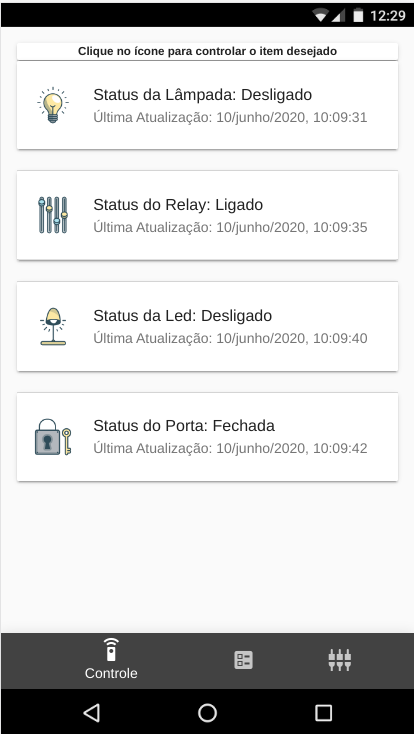 12:29
Clique no ícone para controlar o item desejado
Status da Lâmpada: Desligado
Última Atualização: 10/junho/2020, 10:09:31
Status do Relay: Ligado
Última Atualização: 10/junho/2020, 10:09:35
Status da Led: Desligado
Última Atualização: 10/junho/2020, 10:09:40
Status do Porta: Fechada
Última Atualização: 10/junho/2020, 10:09:42
Controle